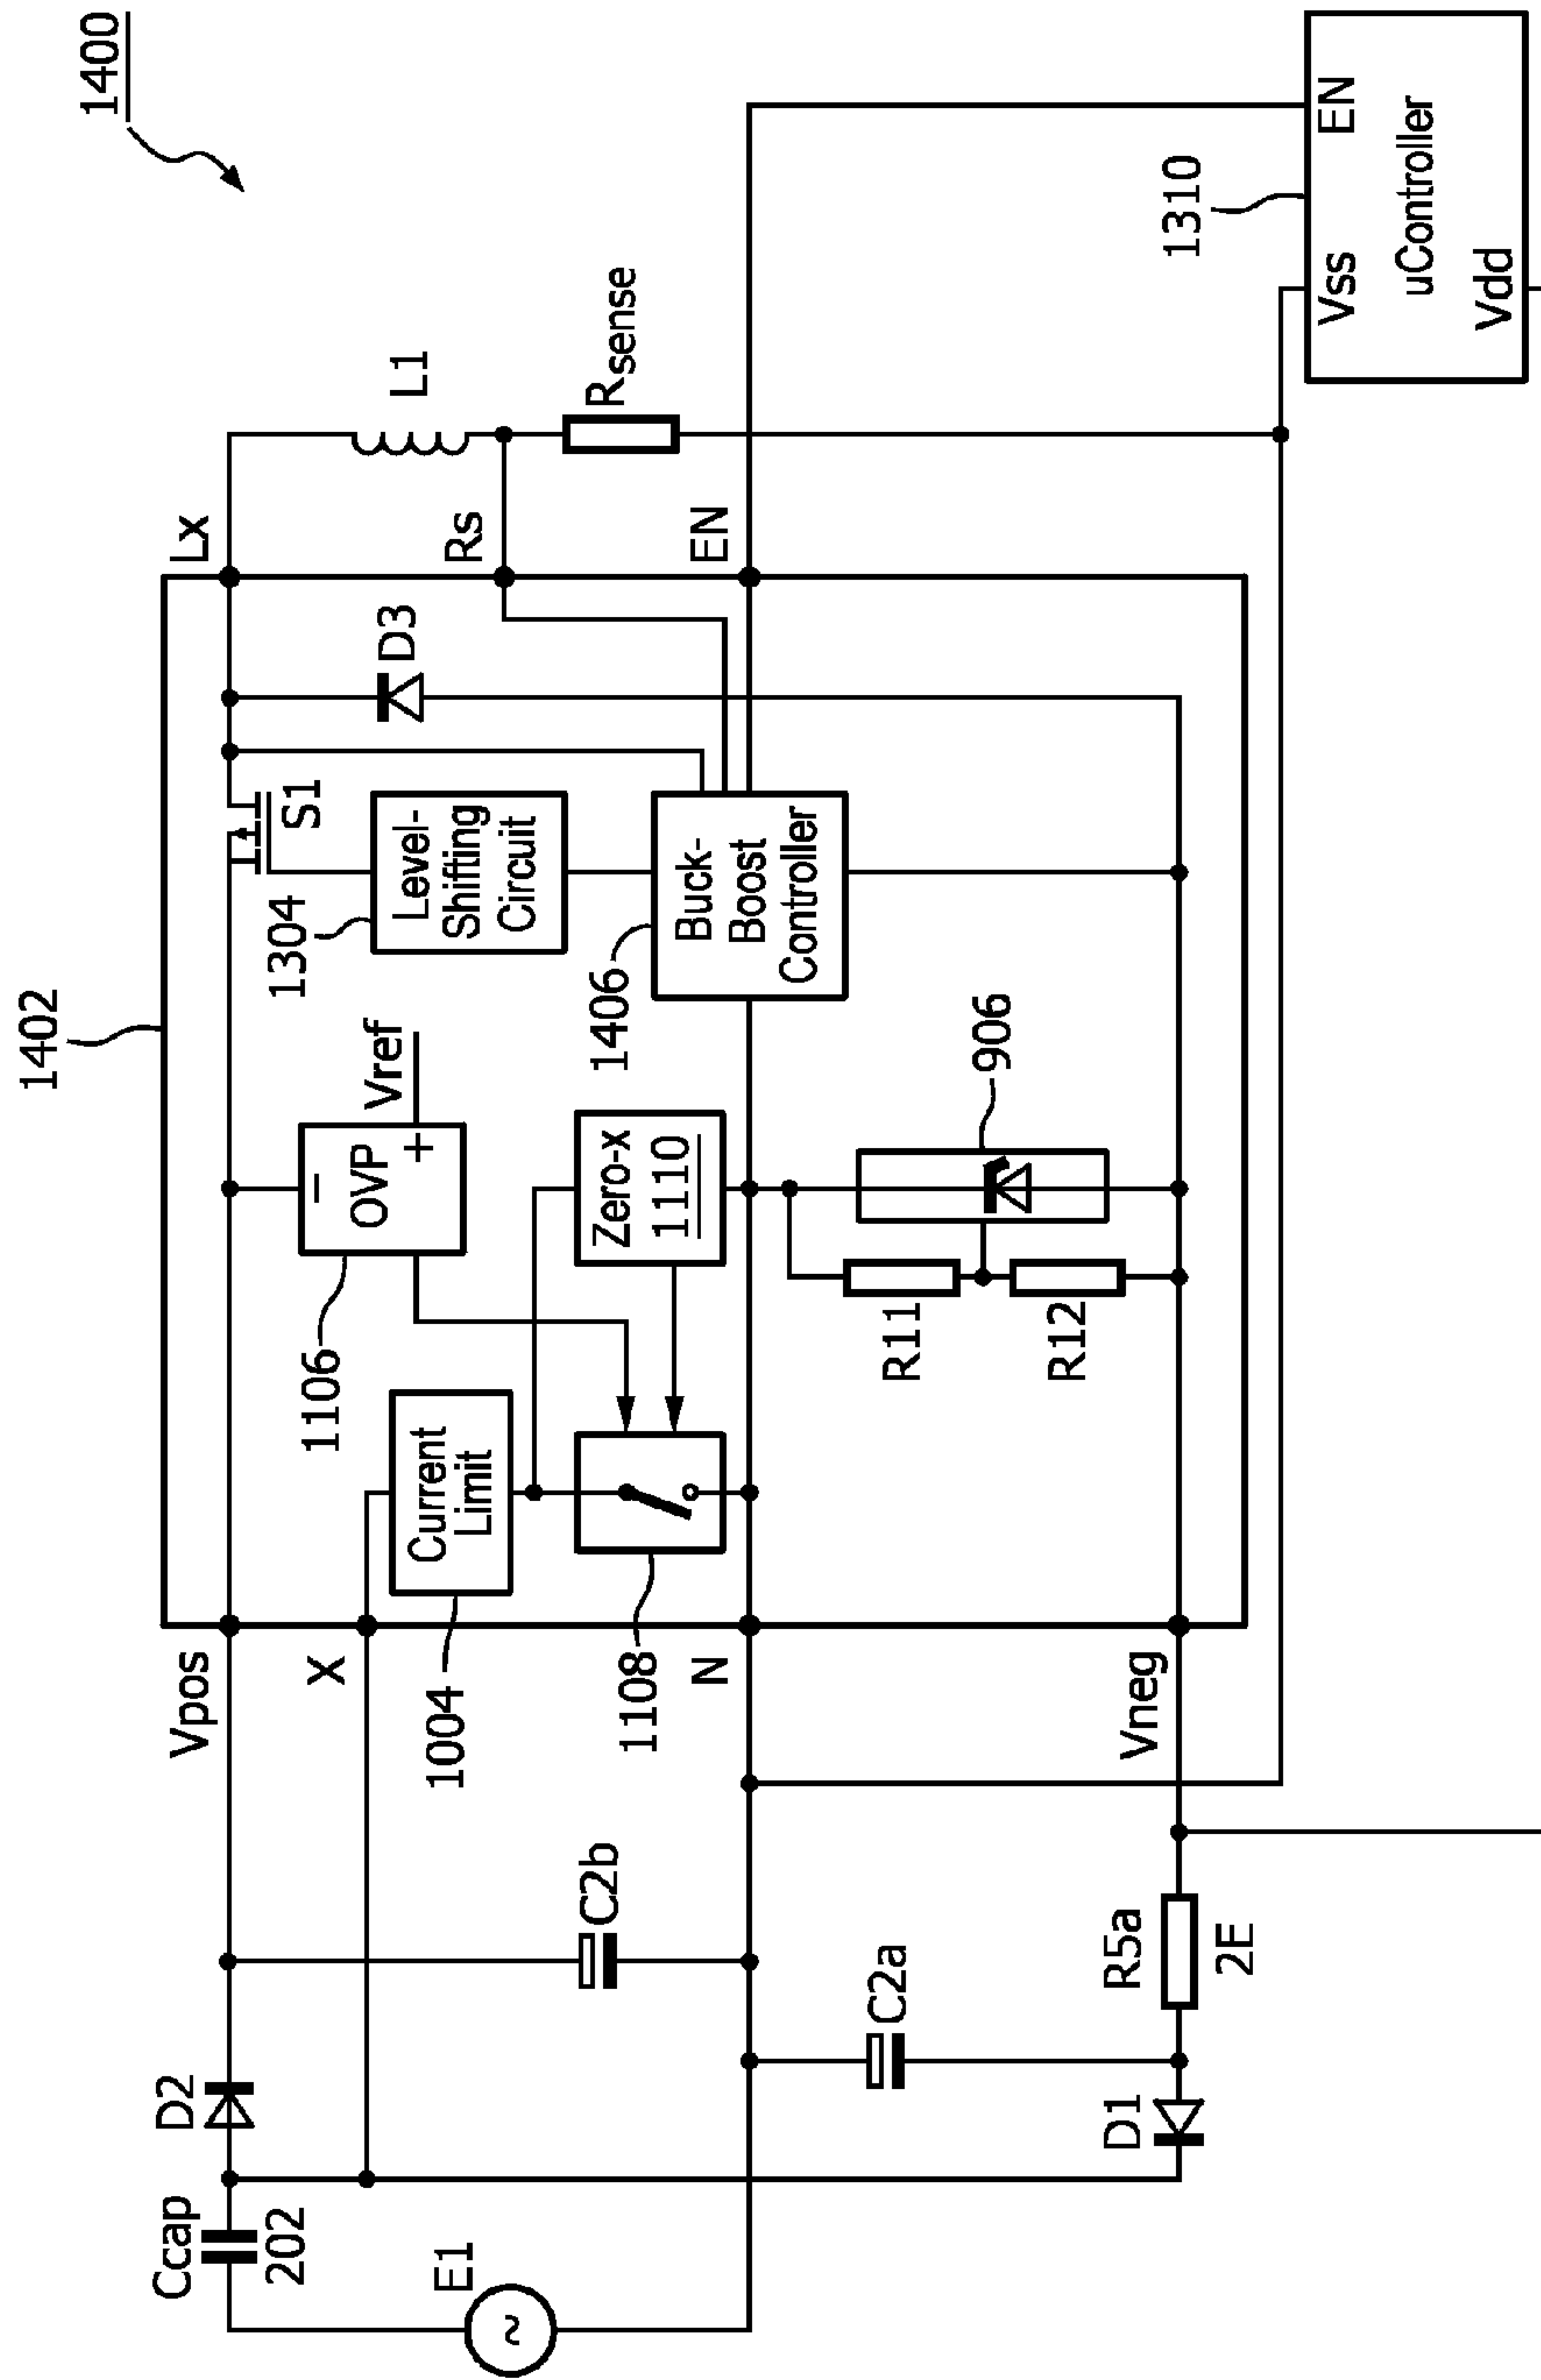 1400
1402
Ccap
202
D2
Vpos
Lx
L1
E1
X
1106
OVP
−
+
Vref
1304
Level-
Shifting
Circuit
S1
D3
Rs
Rsense
1004
Current
Limit
Zero-x
1110
1406
Buck-
Boost
Controller
EN
C2b
1108
N
C2a
R11
R12
906
D1
R5a
2E
Vneg
1310
Vss
EN
uController
Vdd